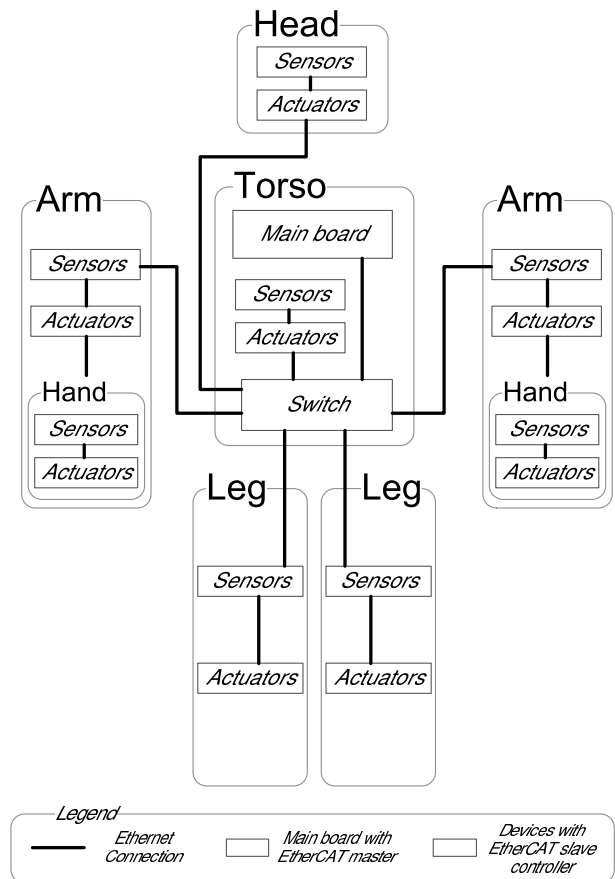 Head
Sensors
Actuators
Torso
Main board
Sensors
Actuators
Switch
Arm
Sensors
Actuators
Hand
Sensors
Actuators
Arm
Sensors
Actuators
Hand
Sensors
Actuators
Leg
Sensors
Actuators
Leg
Sensors
Actuators
Legend
Ethernet
Connection
Main board with
EtherCAT master
Devices with
EtherCAT slave
controller